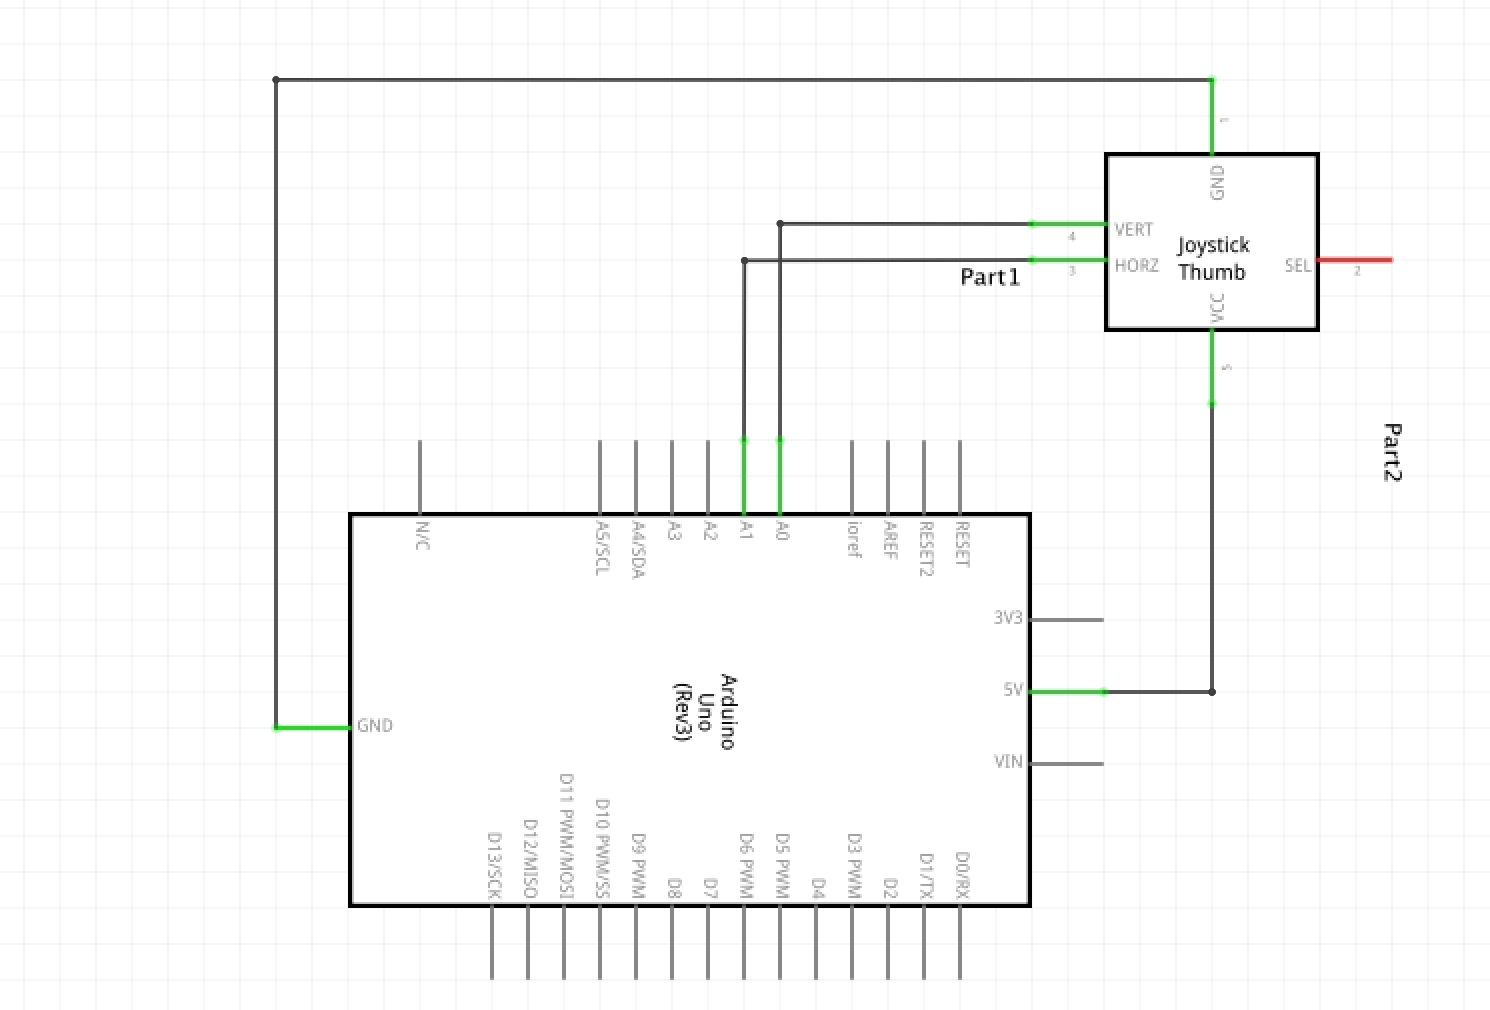 1
GND
VERT
4
Joystick
Thumb
HORZ
3
SEL
2
Part1
VCC
5
Part2
N/C
A5/SCL
A4/SDA
A3
A2
A1
A0
ioref
AREF
RESET2
RESET
3V3
5V
VIN
GND
Arduino
Uno
(Rev3)
D13/SCK
D12/MISO
D11 PWM/MOSI
D10 PWM/SS
D9 PWM
D8
D7
D6 PWM
D5 PWM
D4
D3 PWM
D2
D1/TX
D0/RX